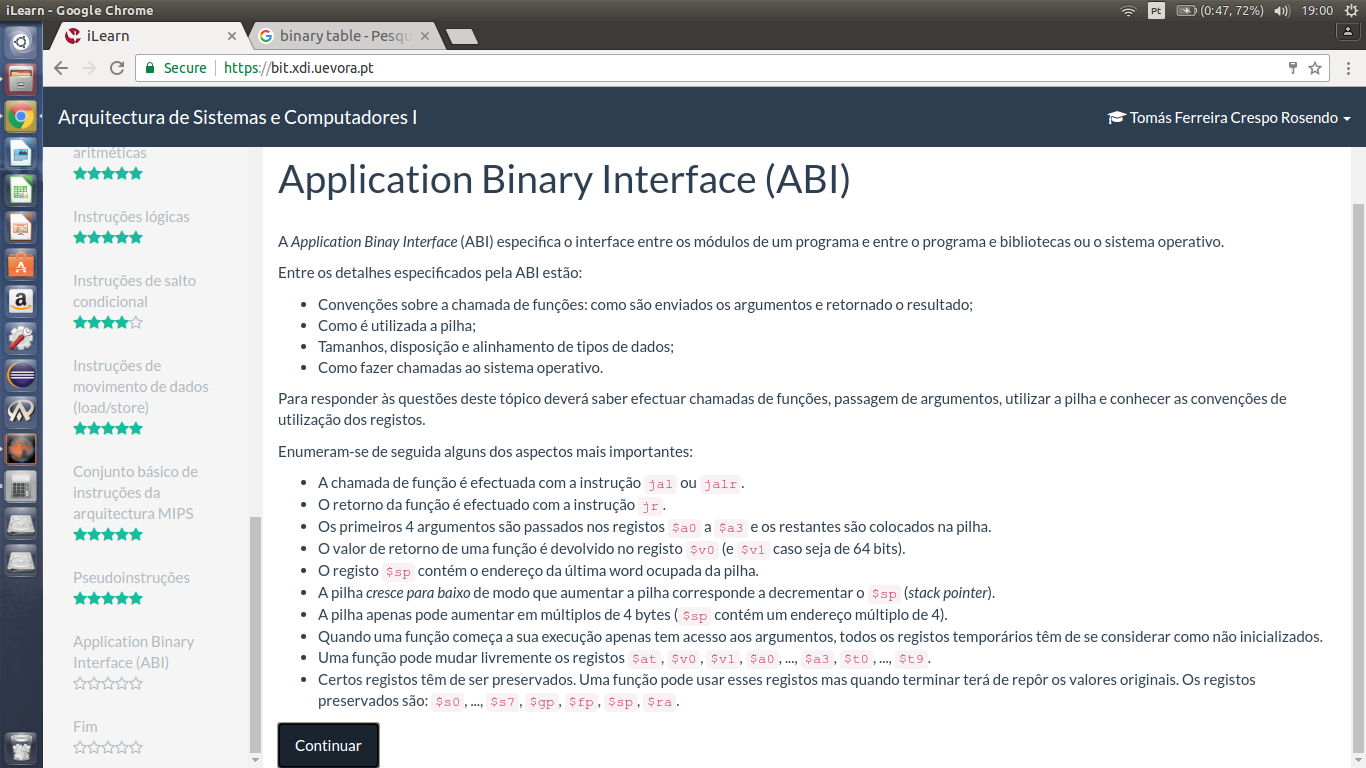 iLearn - Google Chrome
Pt
(0:47, 72%)
19:00
iLearn
binary table - Pesqu
Secure
https://bit.xdi.uevora.pt
Arquitectura de Sistemas e Computadores I
Tomás Ferreira Crespo Rosendo
aritméticas
Instruções lógicas
Instruções de salto
condicional
Instruções de
movimento de dados
(load/store)
Conjunto básico de
instruções da
arquitectura MIPS
Pseudoinstruções
Application Binary
Interface (ABI)
Fim
Application Binary Interface (ABI)
A Application Binay Interface (ABI) especifica o interface entre os módulos de um programa e entre o programa e bibliotecas ou o sistema operativo.
Entre os detalhes especificados pela ABI estão:
• Convenções sobre a chamada de funções: como são enviados os argumentos e retornado o resultado;
• Como é utilizada a pilha;
• Tamanhos, disposição e alinhamento de tipos de dados;
• Como fazer chamadas ao sistema operativo.
Para responder às questões deste tópico deverá saber efectuar chamadas de funções, passagem de argumentos, utilizar a pilha e conhecer as convenções de
utilização dos registos.
Enumeram-se de seguida alguns dos aspectos mais importantes:
• A chamada de função é efectuada com a instrução jal ou jalr.
• O retorno da função é efectuado com a instrução jr.
• Os primeiros 4 argumentos são passados nos registos $a0 a $a3 e os restantes são colocados na pilha.
• O valor de retorno de uma função é devolvido no registo $v0 (e $v1 caso seja de 64 bits).
• O registo $sp contém o endereço da última word ocupada da pilha.
• A pilha cresce para baixo de modo que aumentar a pilha corresponde a decrementar o $sp (stack pointer).
• A pilha apenas pode aumentar em múltiplos de 4 bytes ( $sp contém um endereço múltiplo de 4).
• Quando uma função começa a sua execução apenas tem acesso aos argumentos, todos os registos temporários têm de se considerar como não inicializados.
• Uma função pode mudar livremente os registos $at, $v0, $v1, $a0, ..., $a3, $t0, ..., $t9.
• Certos registos têm de ser preservados. Uma função pode usar esses registos mas quando terminar terá de repôr os valores originais. Os registos
preservados são: $s0, ..., $s7, $gp, $fp, $sp, $ra.
Continuar